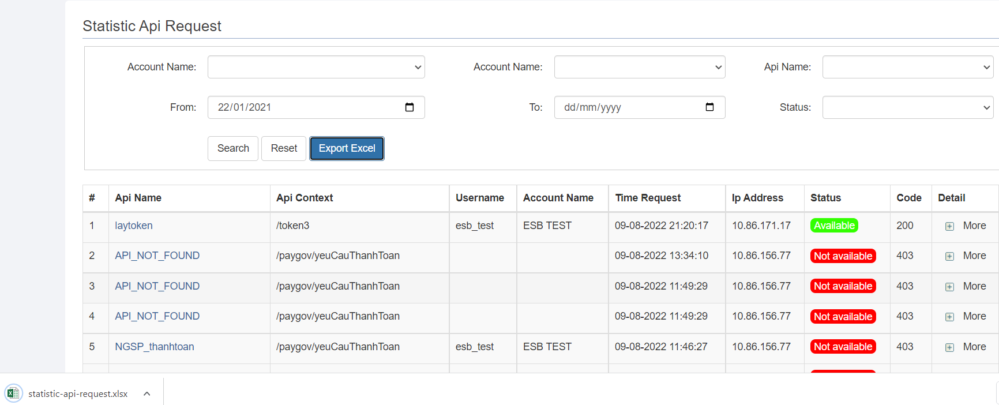 Statistic Api Request
Account Name: Account Name: Api Name:
From: 22/01/2021 To: dd/mm/yyyy Status:
Search Reset Export Excel
# Api Name Api Context Username Account Name Time Request Ip Address Status Code Detail
1 laytoken /token3 esb_test ESB TEST 09-08-2022 21:20:17 10.86.171.17 Available 200 More
2 API_NOT_FOUND /paygov/yeuCauThanhToan 09-08-2022 13:34:10 10.86.156.77 Not available 403 More
3 API_NOT_FOUND /paygov/yeuCauThanhToan 09-08-2022 11:49:29 10.86.156.77 Not available 403 More
4 API_NOT_FOUND /paygov/yeuCauThanhToan 09-08-2022 11:49:29 10.86.156.77 Not available 403 More
5 NGSP_thanhtoan /paygov/yeuCauThanhToan esb_test ESB TEST 09-08-2022 11:46:27 10.86.156.77 Not available 403 More
statistic-api-request.xlsx